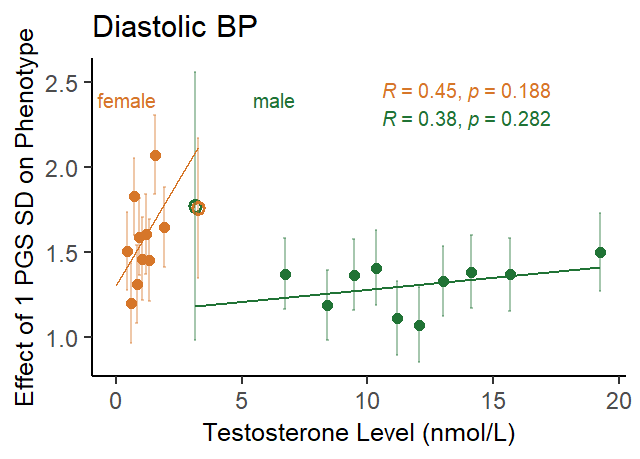 Diastolic BP
Effect of 1 PGS SD on Phenotype
2.5
2.0
1.5
1.0
female
male
R = 0.45, p = 0.188
R = 0.38, p = 0.282
0 5 10 15 20
Testosterone Level (nmol/L)